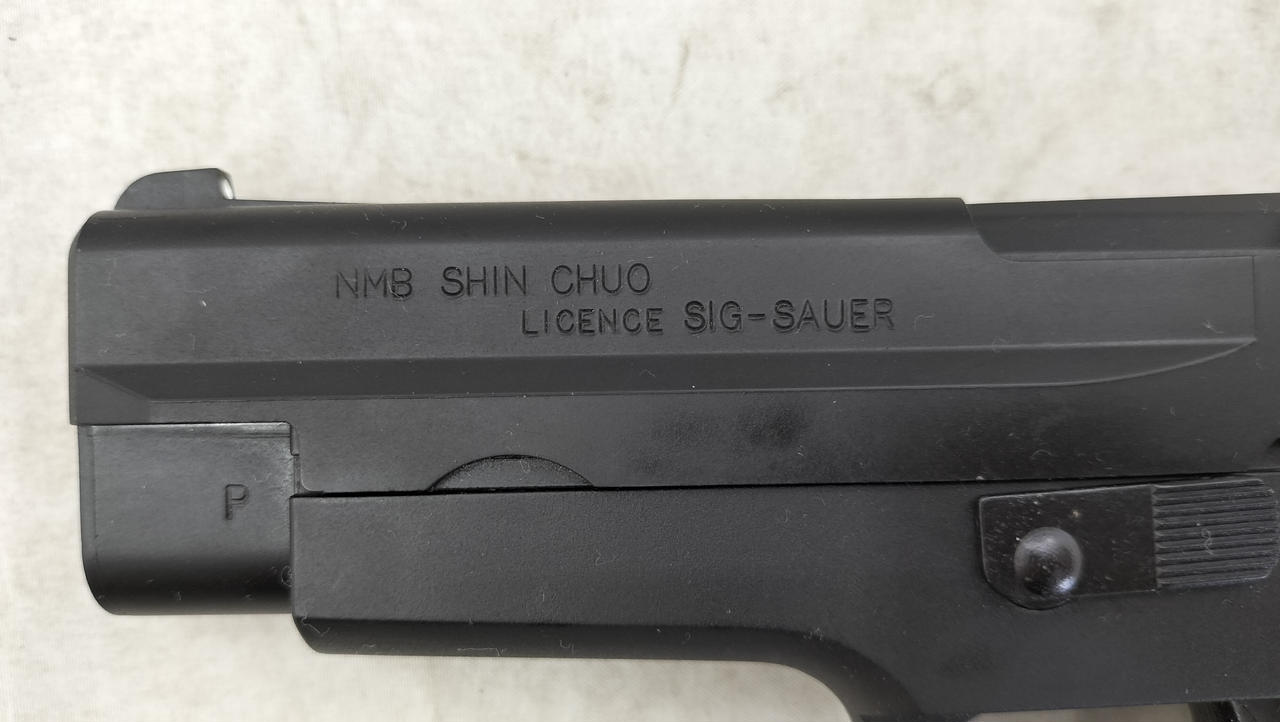 NMB SHIN CHUO
LICENCE SIG-SAUER
P